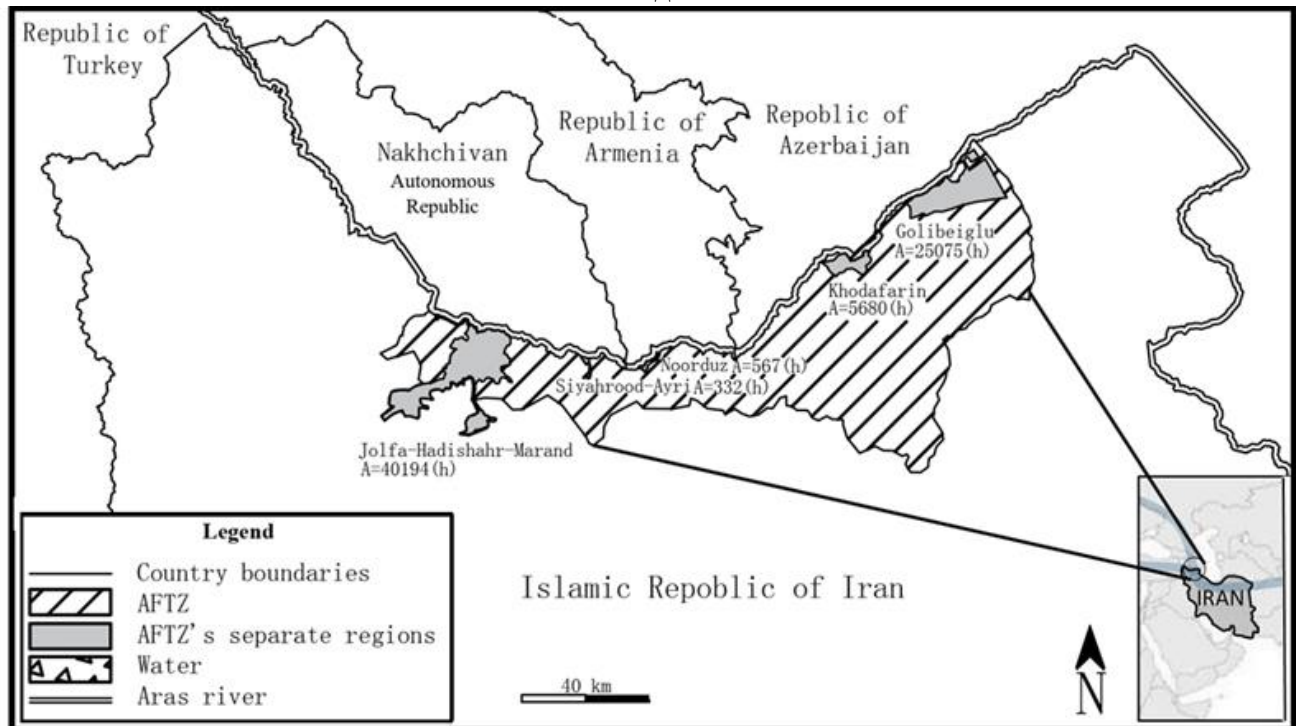 Republic of
Turkey
Nakhchivan
Autonomous
Republic
Republic of
Armenia
Repoblic of
Azerbaijan
Golibeiglu
A=25075(h)
Khodafarin
A=5680(h)
Noorduz A=567(h)
Siyahrood-Ayri A=332(h)
Jolfa-Hadishahr-Marand
A=40194(h)
Legend
Country boundaries
AFTZ
AFTZ's separate regions
Water
Aras river
Islamic Repoblic of Iran
40 km
N
IRAN